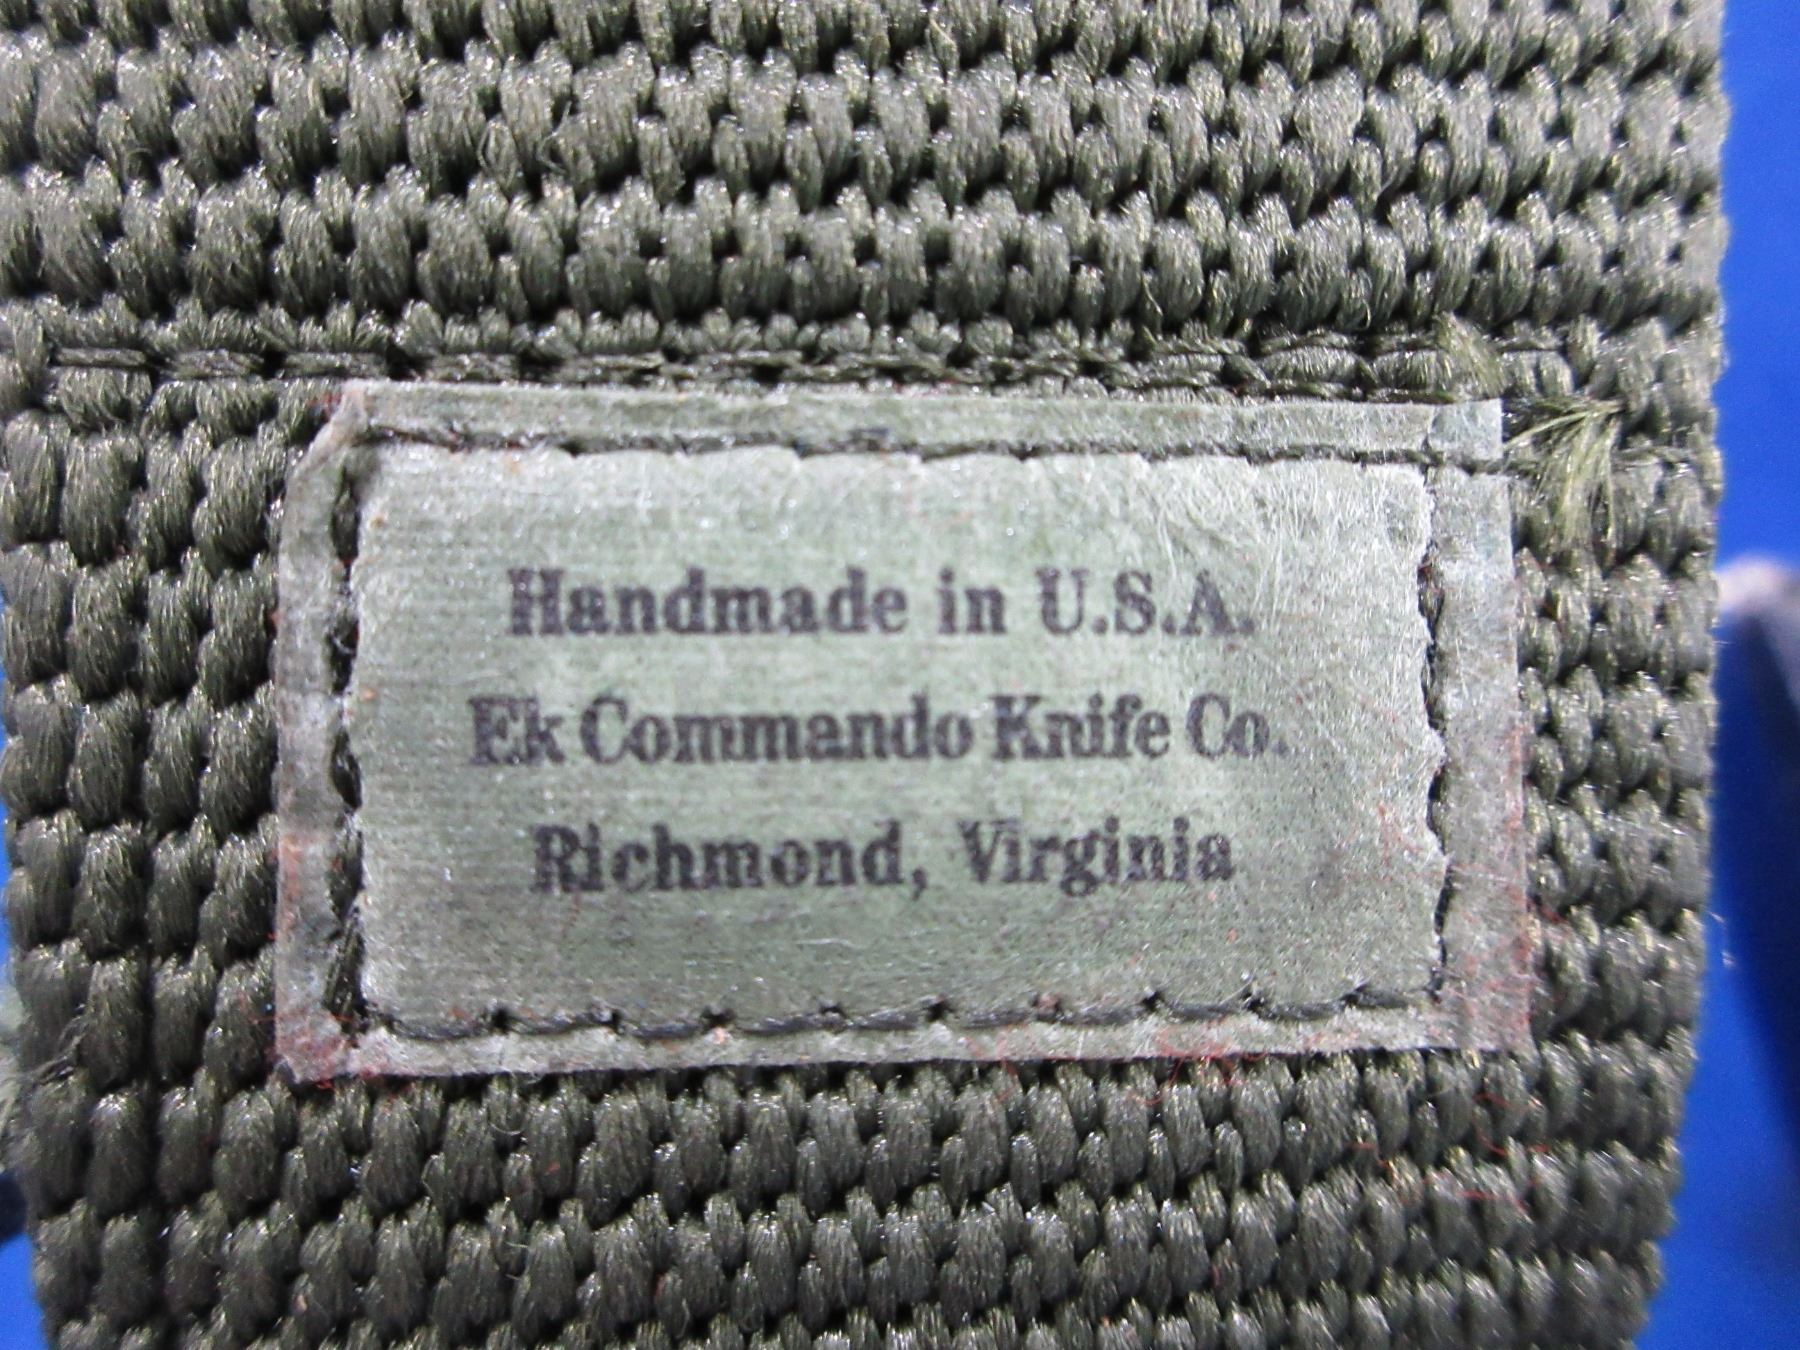 Handmade in U.S.A.
Ek Commando Knife Co.
Richmond, Virginia